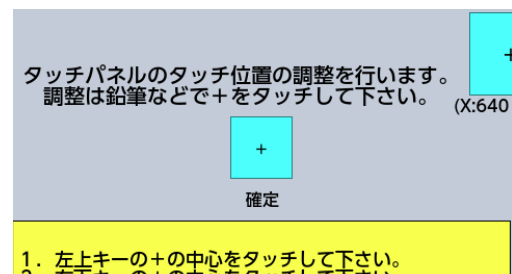 タッチパネルのタッチ位置の調整を行います。
調整は鉛筆などで+をタッチして下さい。
+
(X:640
+
確定
1. 左上キーの+の中心をタッチして下さい。